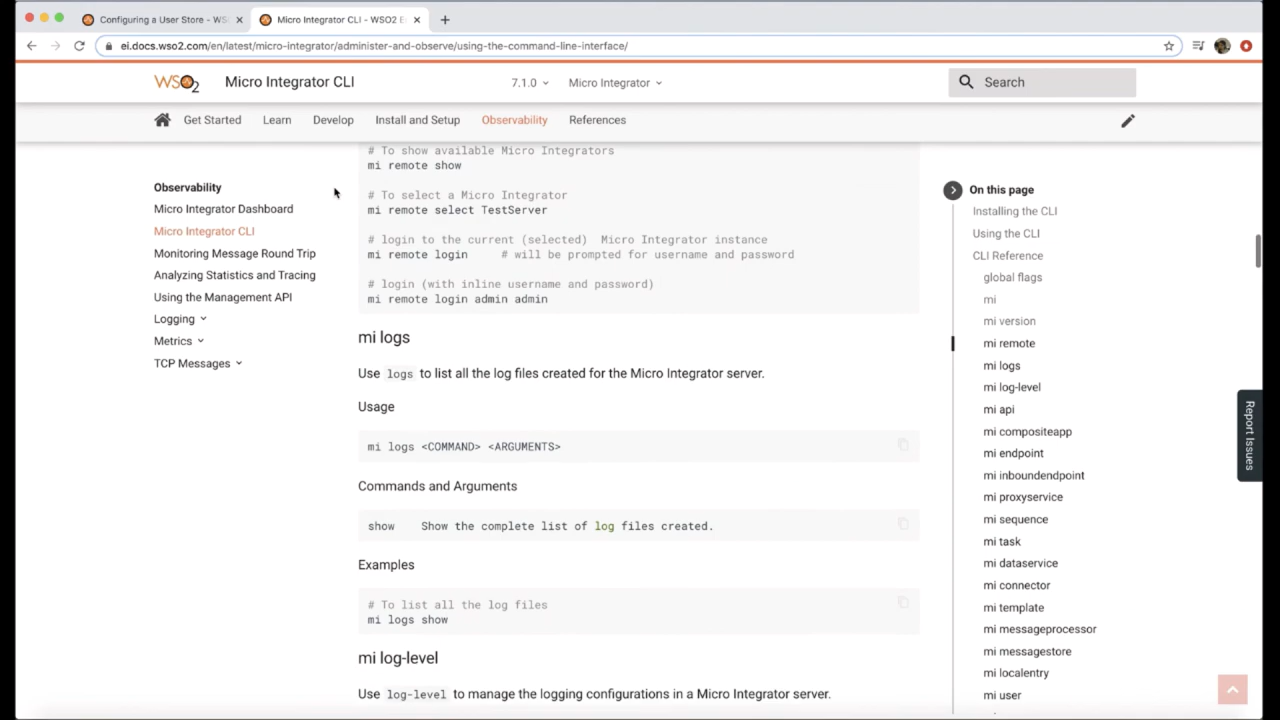 Configuring a User Store - WS
Micro Integrator CLI - WSO2 E
ei.docs.wso2.com/en/latest/micro-integrator/administer-and-observe/using-the-command-line-interface/
WSO2
Micro Integrator CLI
7.1.0
Micro Integrator
Search
Get Started
Learn
Develop
Install and Setup
Observability
References
Observability
Micro Integrator Dashboard
Micro Integrator CLI
Monitoring Message Round Trip
Analyzing Statistics and Tracing
Using the Management API
Logging
Metrics
TCP Messages
# To show available Micro Integrators
mi remote show
# To select a Micro Integrator
mi remote select TestServer
# login to the current (selected)  Micro Integrator instance
mi remote login    # will be prompted for username and password
# login (with inline username and password)
mi remote login admin admin
mi logs
Use logs to list all the log files created for the Micro Integrator server.
Usage
mi logs <COMMAND> <ARGUMENTS>
Commands and Arguments
show    Show the complete list of log files created.
Examples
# To list all the log files
mi logs show
mi log-level
Use log-level to manage the logging configurations in a Micro Integrator server.
On this page
Installing the CLI
Using the CLI
CLI Reference
global flags
mi
mi version
mi remote
mi logs
mi log-level
mi api
mi compositeapp
mi endpoint
mi inboundendpoint
mi proxyservice
mi sequence
mi task
mi dataservice
mi connector
mi template
mi messageprocessor
mi messagestore
mi localentry
mi user
Report Issues